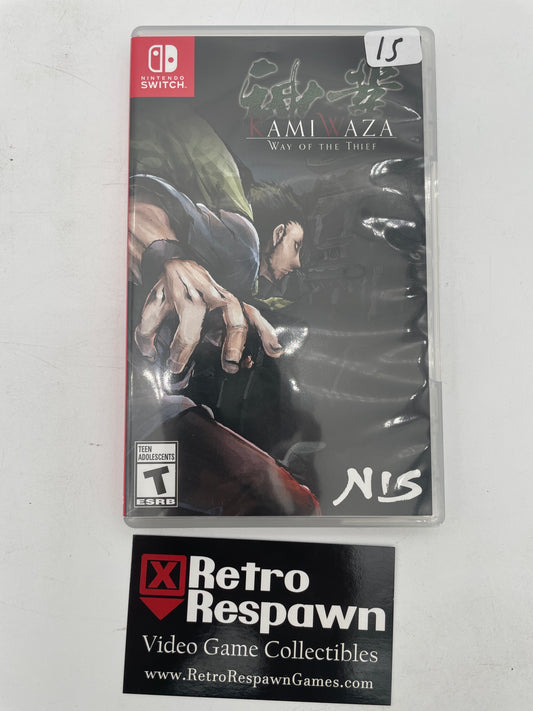 15
NINTENDO
SWITCH
神業
KAMIWAZA
WAY OF THE THIEF
TEEN
ADOLESCENTS
T
ESRB
NIS
X Retro
Respawn
Video Game Collectibles
www.RetroRespawnGames.com